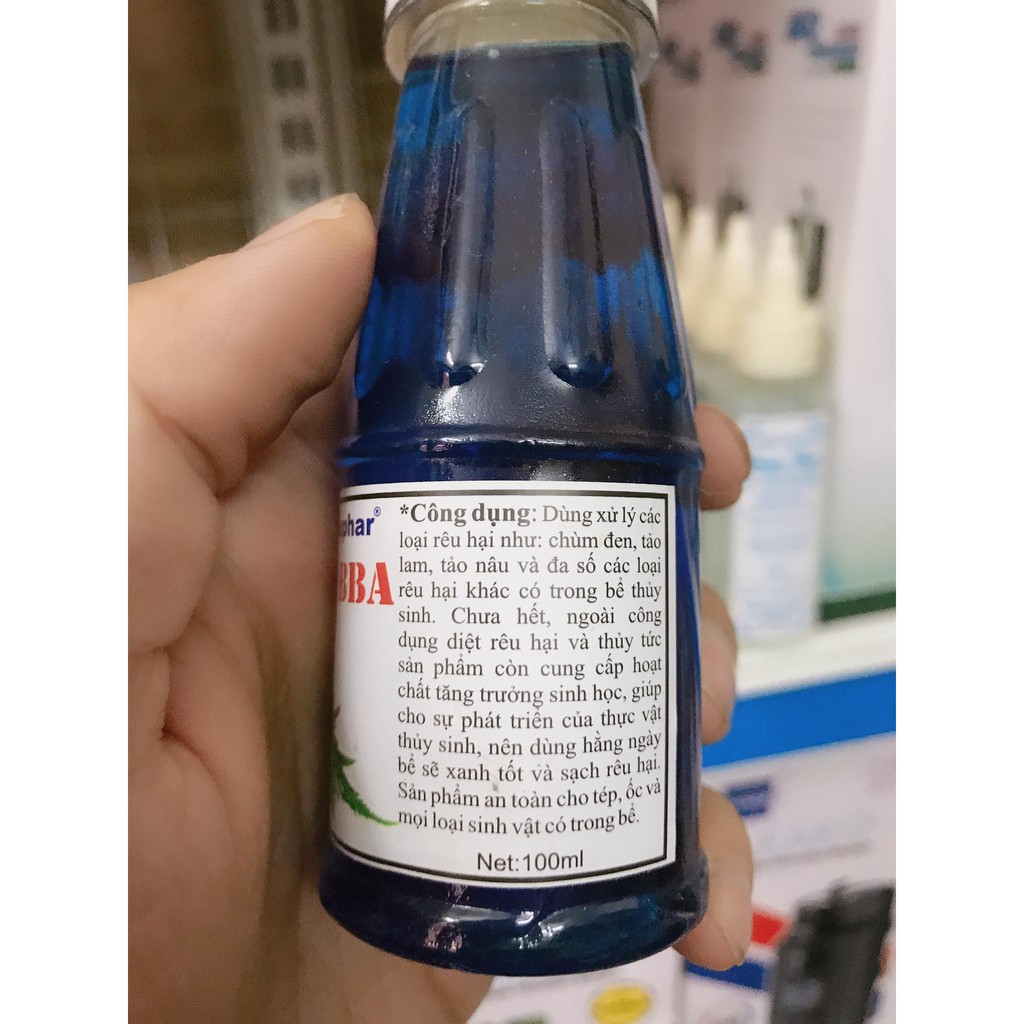 *Công dụng: Dùng xử lý các
loại rêu hại như: chùm đen, tảo
lam, tảo nâu và đa số các loại
rêu hại khác có trong bể thủy
sinh. Chưa hết, ngoài công
dụng diệt rêu hại và thủy tức
sản phẩm còn cung cấp hoạt
chất tăng trưởng sinh học, giúp
cho sự phát triển của thực vật
thủy sinh, nên dùng hằng ngày
bể sẽ xanh tốt và sạch rêu hại.
Sản phẩm an toàn cho tép, ốc và
mọi loại sinh vật có trong bể.
Net:100ml